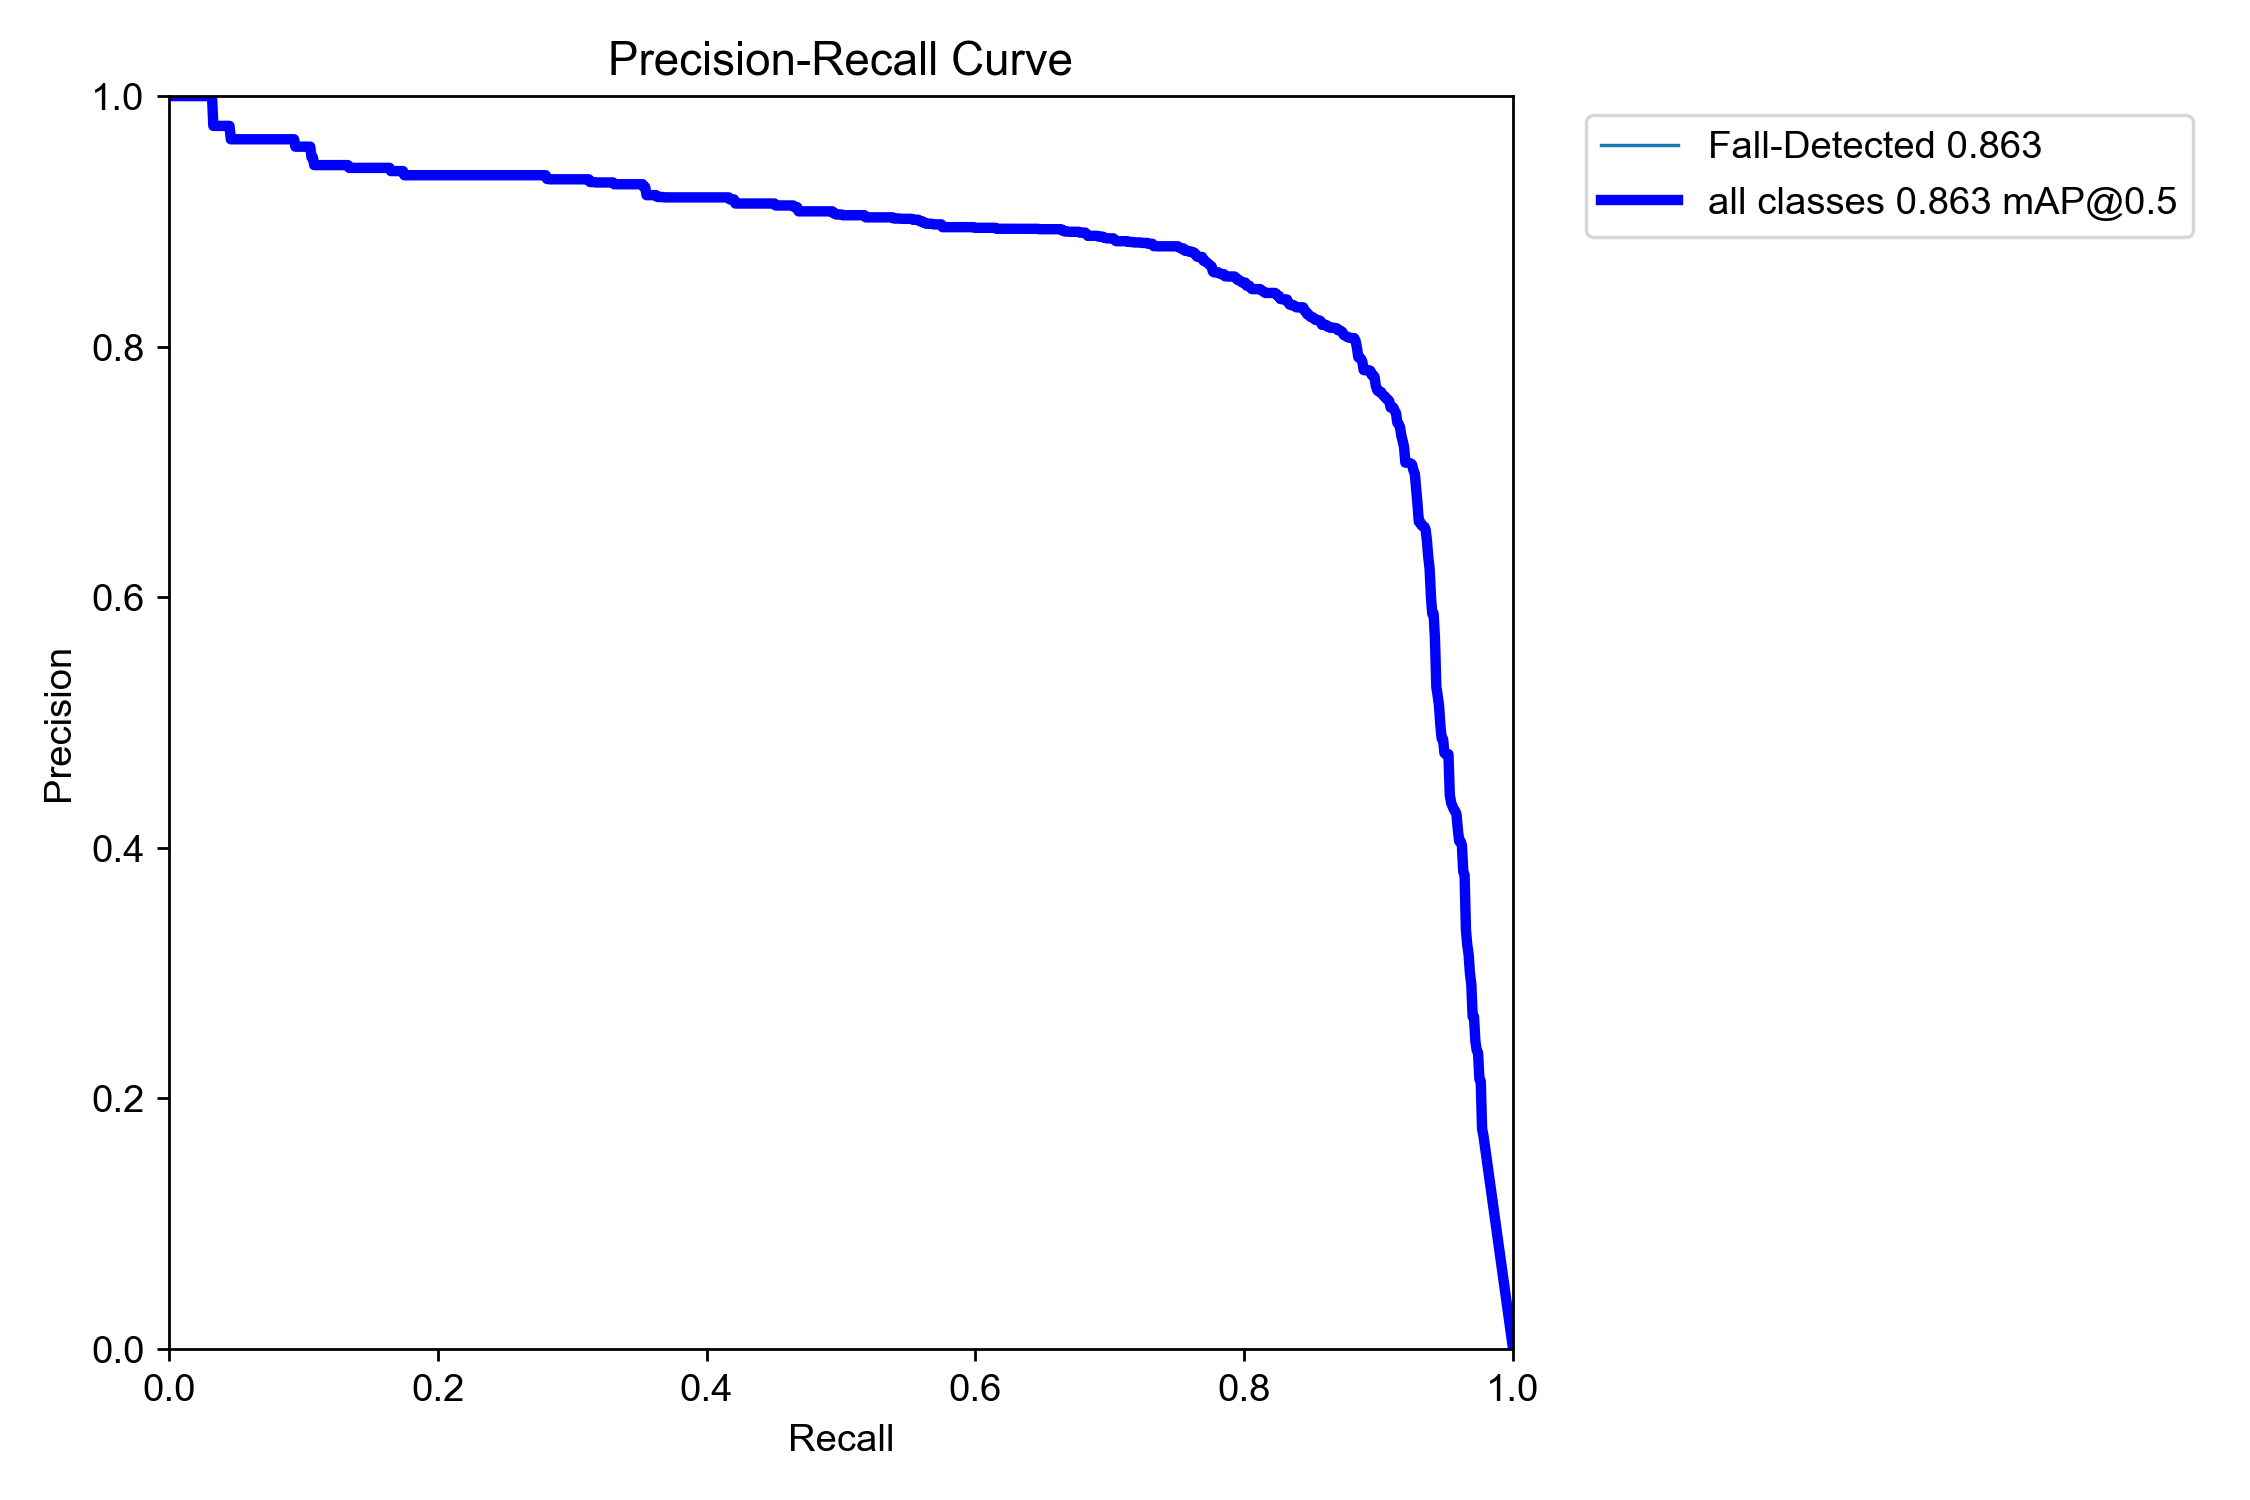 Precision-Recall Curve
Fall-Detected 0.863
all classes 0.863 mAP@0.5
1.0
0.8
0.6
0.4
0.2
0.0
Precision
0.0 0.2 0.4 0.6 0.8 1.0
Recall